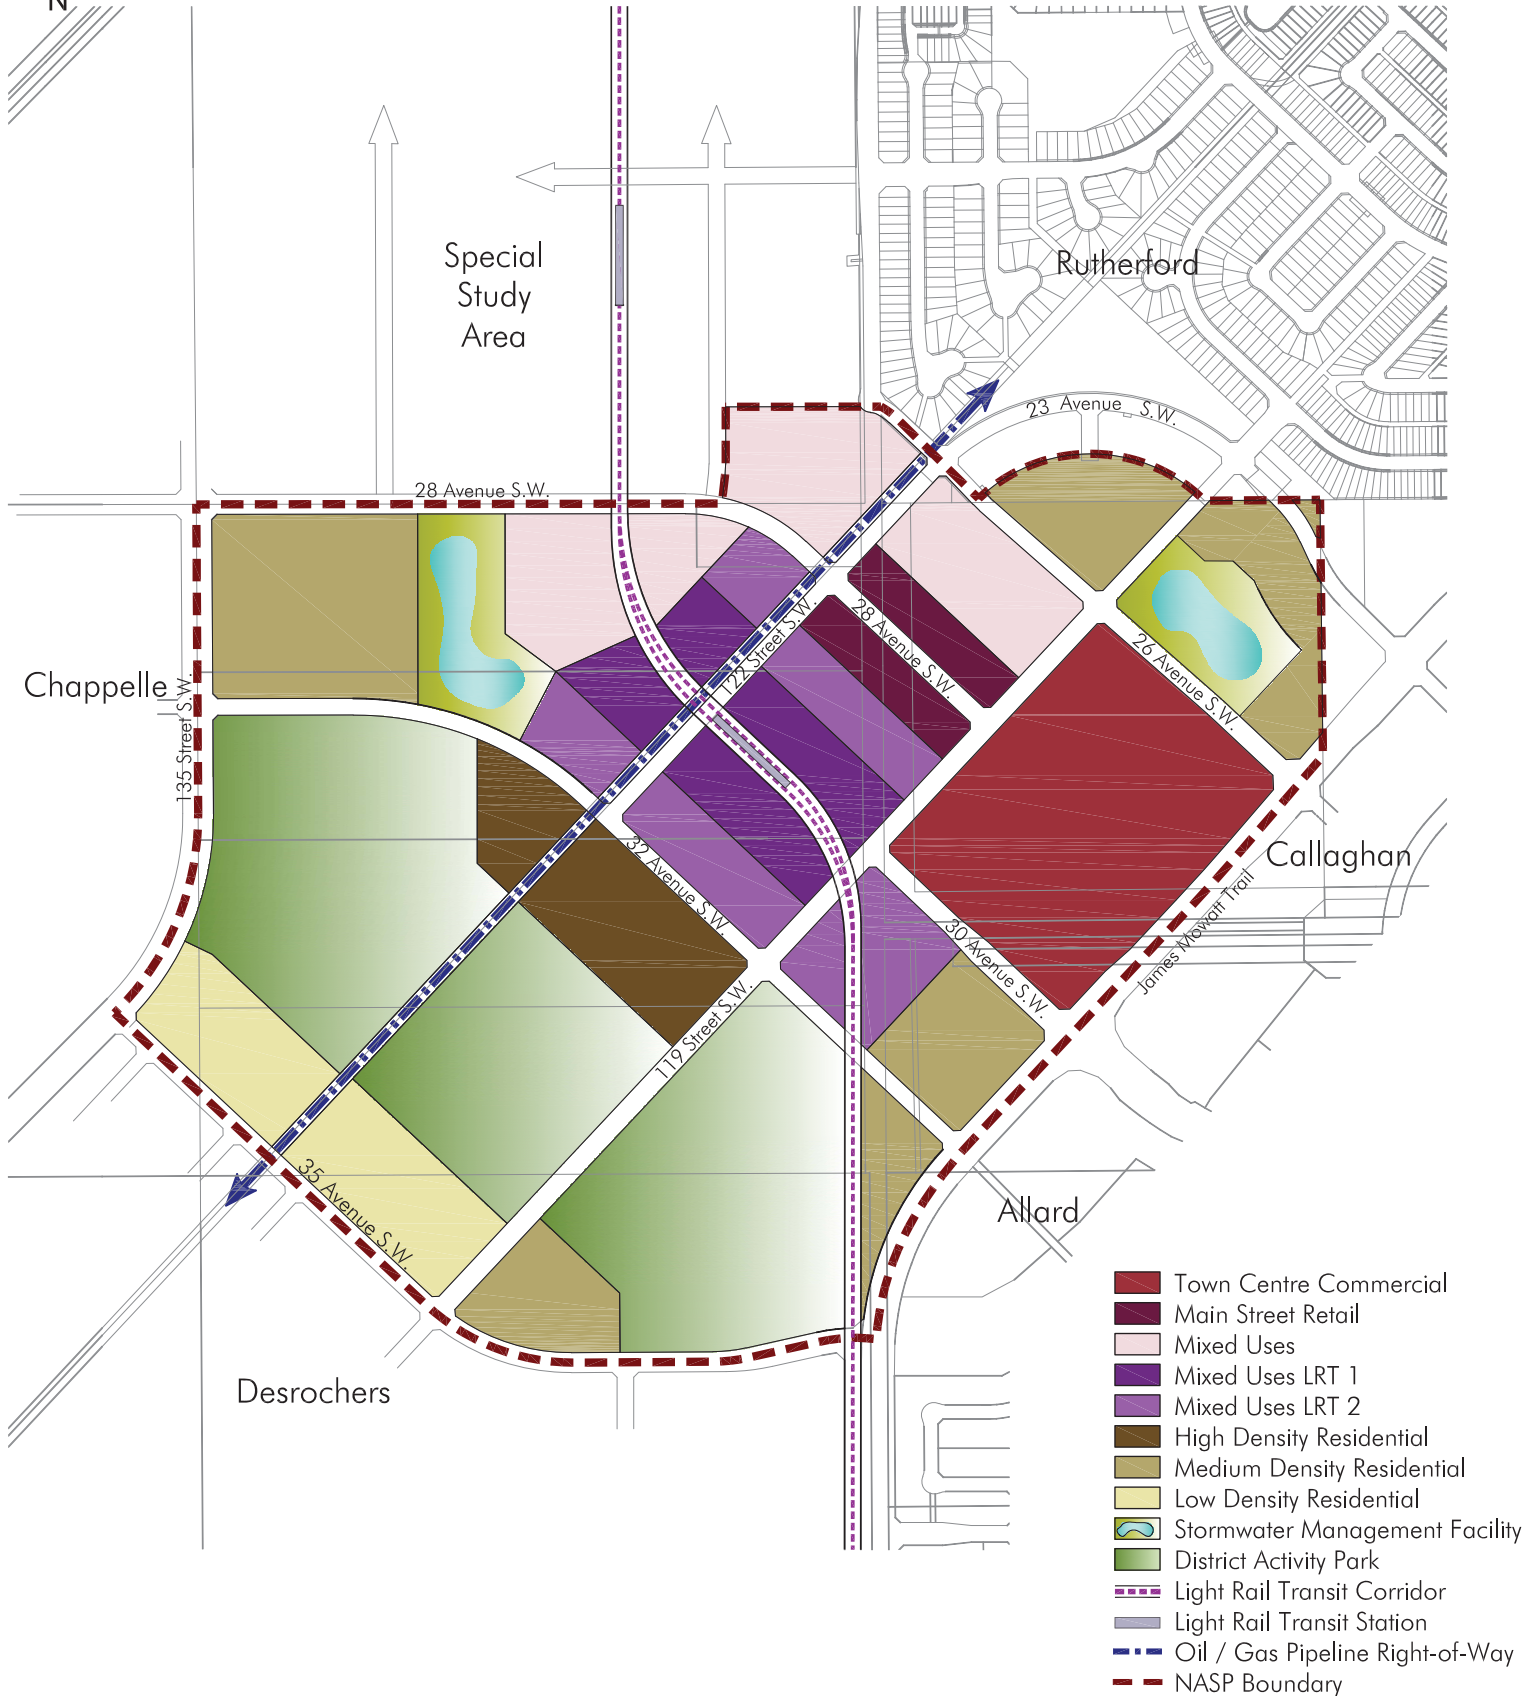 N
Special
Study
Area
Rutherford
23 Avenue S.W.
28 Avenue S.W.
122 Street S.W.
28 Avenue S.W.
26 Avenue S.W.
Chappelle
135 Street S.W.
32 Avenue S.W.
Callaghan
James Mowatt Trail
30 Avenue S.W.
119 Street S.W.
35 Avenue S.W.
Allard
Desrochers
Town Centre Commercial
Main Street Retail
Mixed Uses
Mixed Uses LRT 1
Mixed Uses LRT 2
High Density Residential
Medium Density Residential
Low Density Residential
Stormwater Management Facility
District Activity Park
Light Rail Transit Corridor
Light Rail Transit Station
Oil / Gas Pipeline Right-of-Way
NASP Boundary